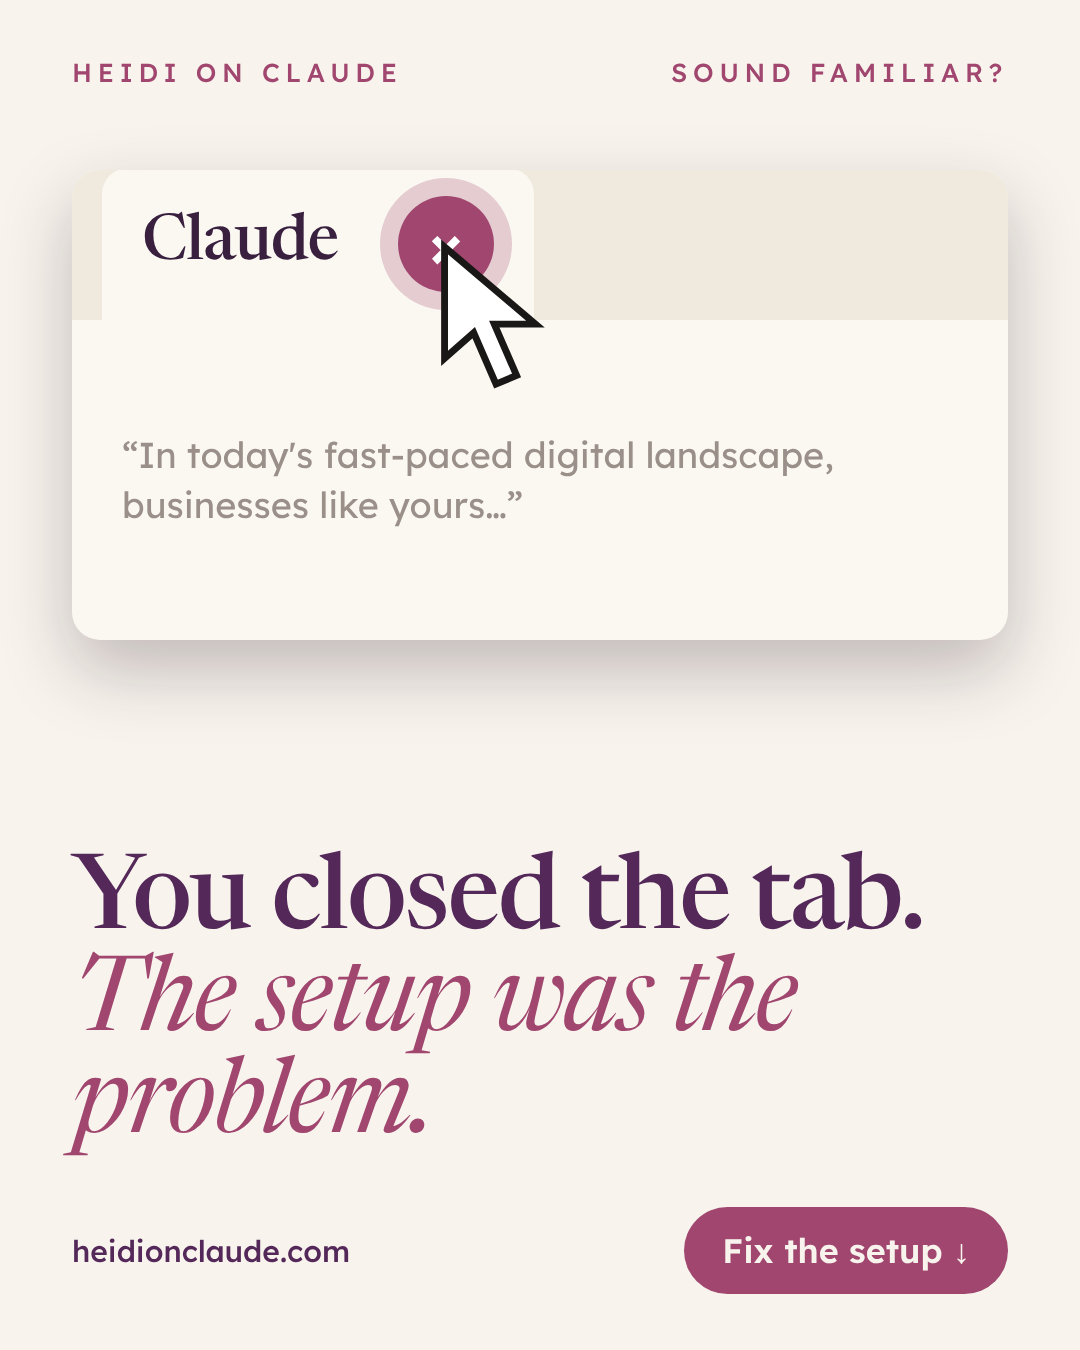 HEIDI ON CLAUDE
SOUND FAMILIAR?
Claude
“In today's fast-paced digital landscape,
businesses like yours…”
You closed the tab.
The setup was the
problem.
heidionclaude.com
Fix the setup ↓